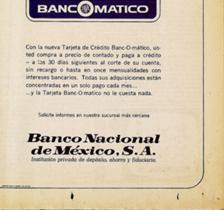 BANCOMATICO
Con la nueva Tarjeta de Crédito Banc-O-mático, us-
ted compra a precio de contado y paga a crédito
– a los 30 días siguientes al corte de su cuenta,
sin recargo o hasta en once mensualidades con
intereses bancarios. Todas sus adquisiciones están
concentradas en un solo pago cada mes...
...y la Tarjeta Banc-O-matico no le cuesta nada.
Solicite informes en nuestra sucursal más cercana
Banco Nacional
de México, S.A.
Institución privada de depósito, ahorro y fiduciaria.